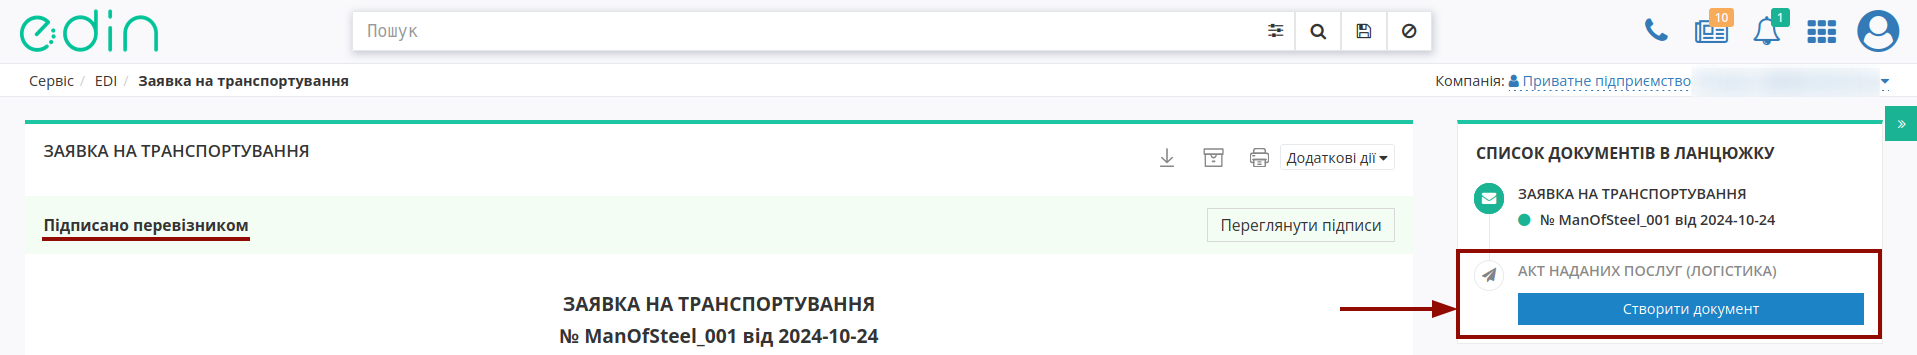 edin
Пошук
10
1
Сервіс / EDI / Заявка на транспортування
Компанія: Приватне підприємство
ЗАЯВКА НА ТРАНСПОРТУВАННЯ
Додаткові дії
Підписано перевізником
Переглянути підписи
ЗАЯВКА НА ТРАНСПОРТУВАННЯ
№ ManOfSteel_001 від 2024-10-24
»
СПИСОК ДОКУМЕНТІВ В ЛАНЦЮЖКУ
ЗАЯВКА НА ТРАНСПОРТУВАННЯ
№ ManOfSteel_001 від 2024-10-24
АКТ НАДАНИХ ПОСЛУГ (ЛОГІСТИКА)
Створити документ